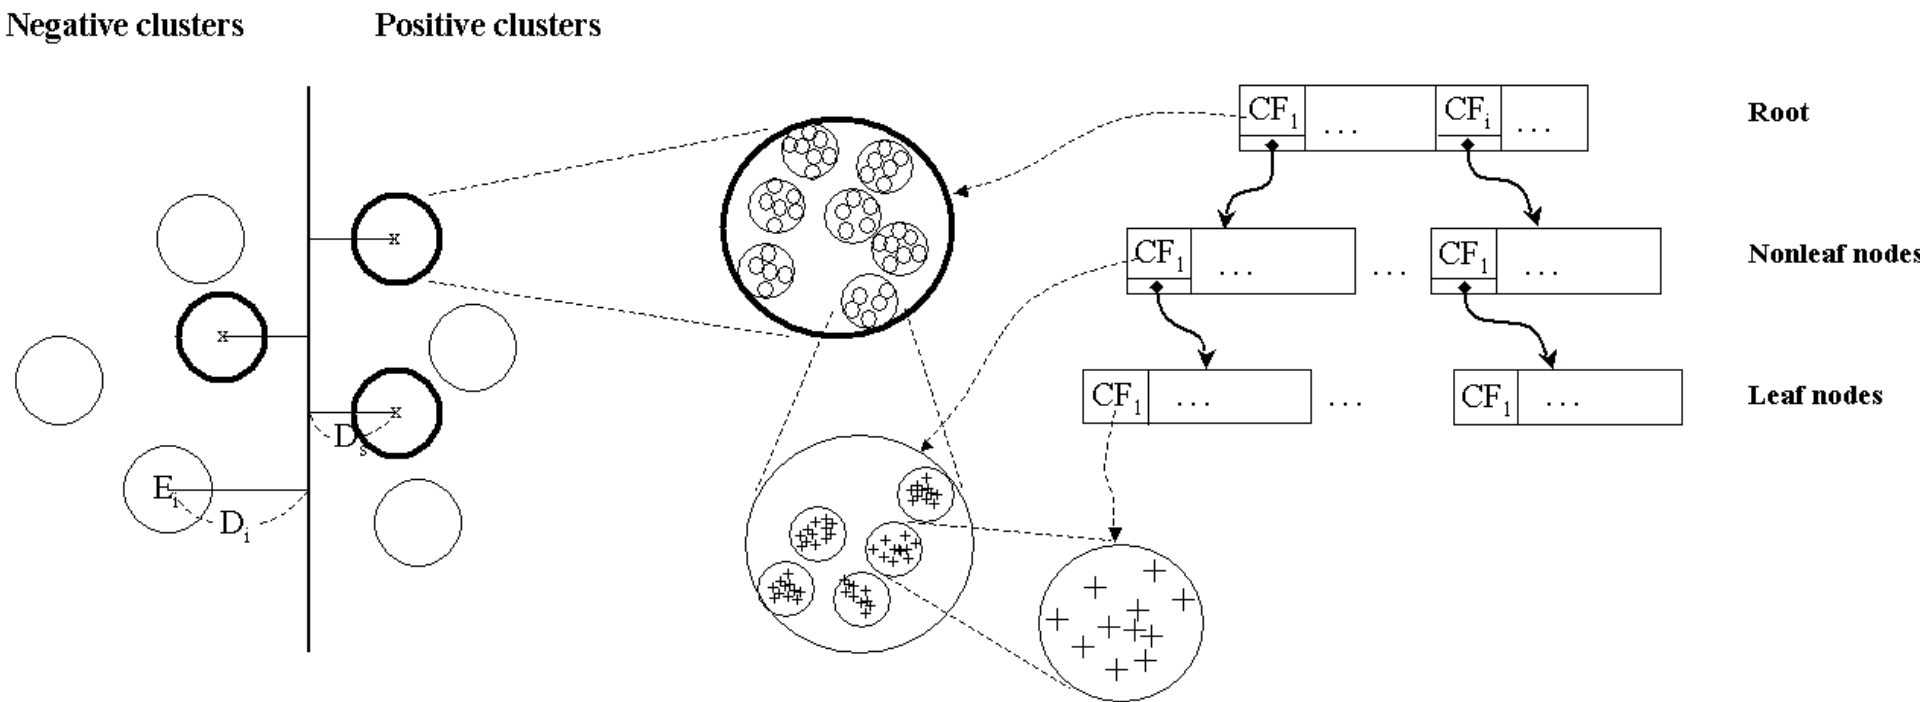 Negative clusters
Positive clusters
CF1 ... CFi ...
Root
CF1 ... ... CF1 ...
Nonleaf nodes
CF1 ... ... CF1 ...
Leaf nodes
x
x
x
Ds
Ei
Di